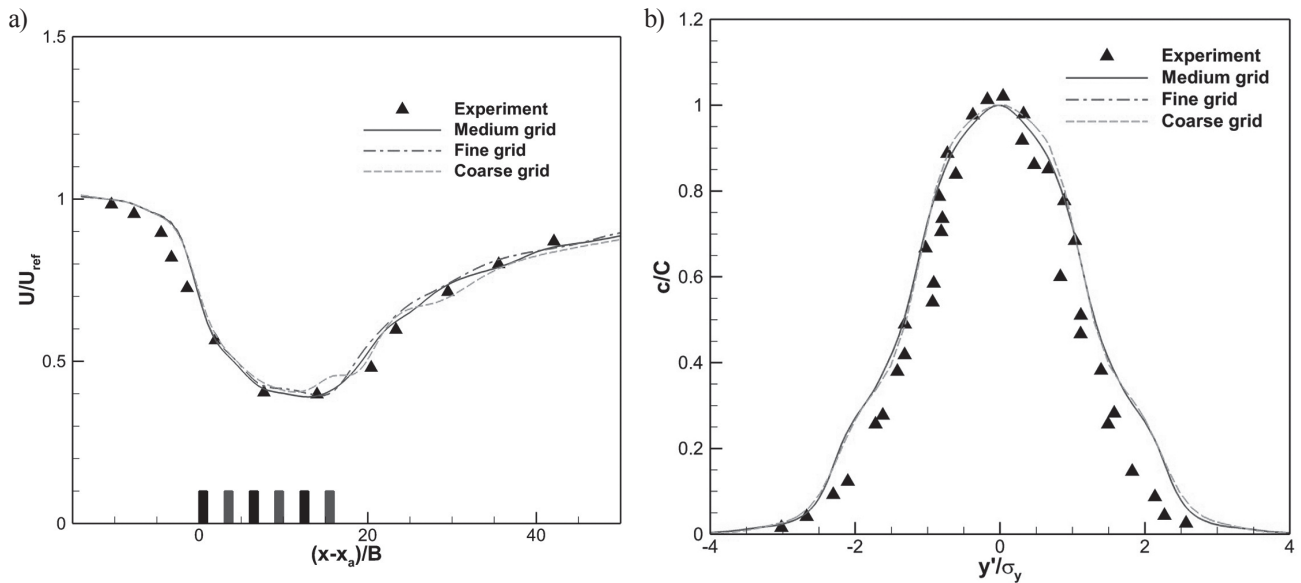 a)
1.5
1
0.5
0
U/Uref
Experiment
Medium grid
Fine grid
Coarse grid
0
20
40
(x-xa)/B
b)
1.2
1
0.8
0.6
0.4
0.2
0
c/C
Experiment
Medium grid
Fine grid
Coarse grid
-4
-2
0
2
4
y'/σy